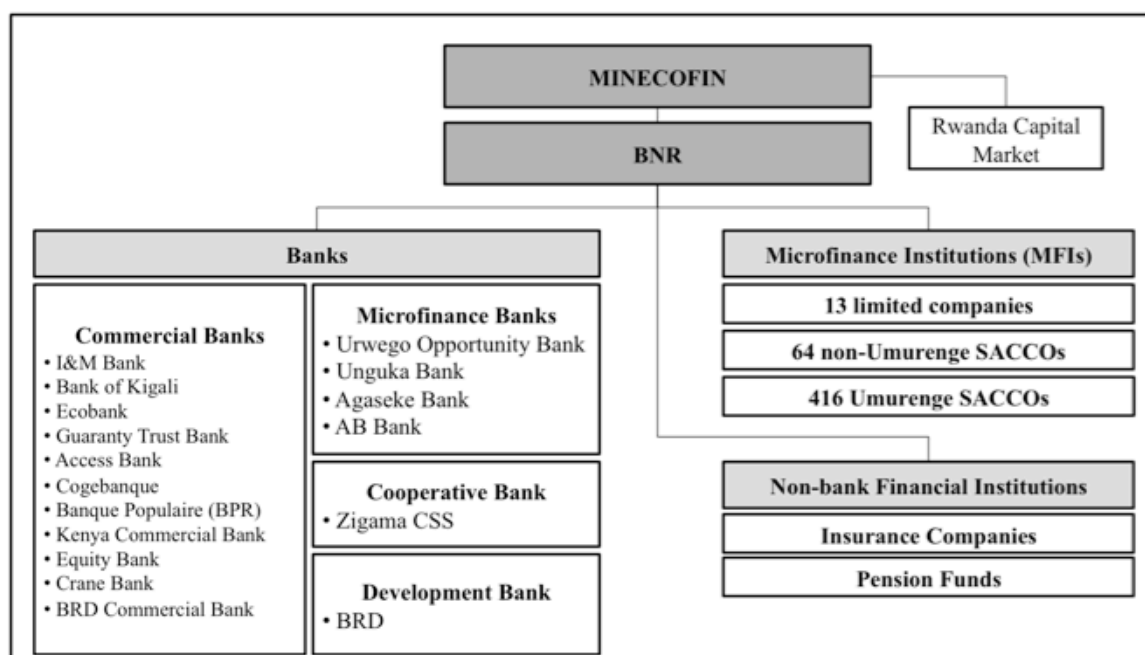 MINECOFIN
Rwanda Capital
Market
BNR
Banks
Commercial Banks
• I&M Bank
• Bank of Kigali
• Ecobank
• Guaranty Trust Bank
• Access Bank
• Cogebanque
• Banque Populaire (BPR)
• Kenya Commercial Bank
• Equity Bank
• Crane Bank
• BRD Commercial Bank
Microfinance Banks
• Urwego Opportunity Bank
• Unguka Bank
• Agaseke Bank
• AB Bank
Cooperative Bank
• Zigama CSS
Development Bank
• BRD
Microfinance Institutions (MFIs)
13 limited companies
64 non-Umurenge SACCOs
416 Umurenge SACCOs
Non-bank Financial Institutions
Insurance Companies
Pension Funds